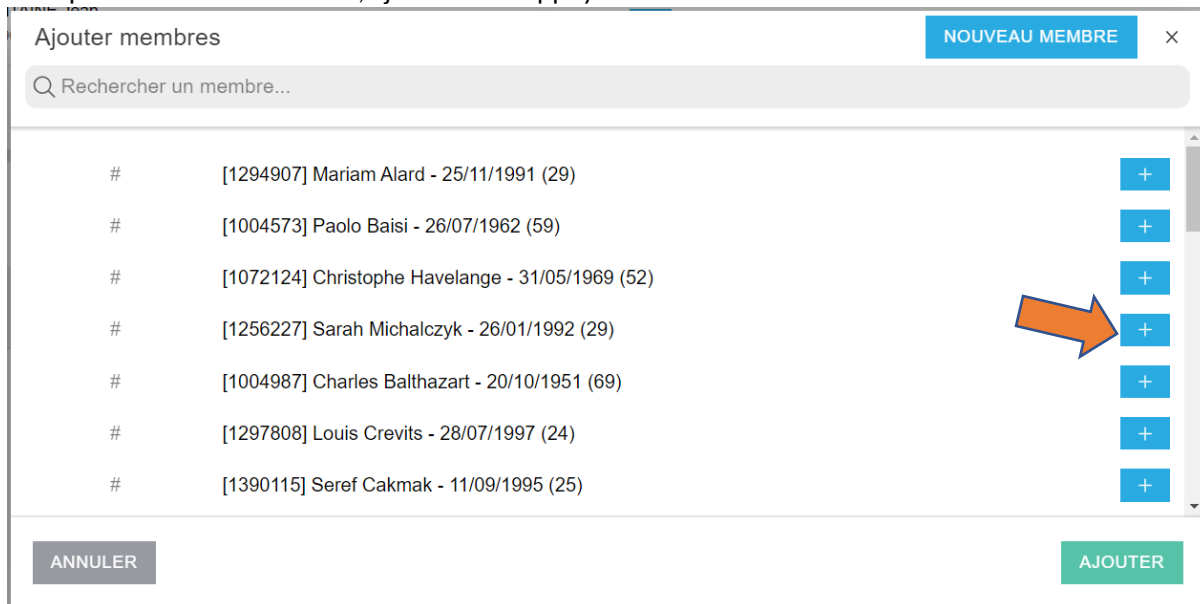 Ajouter membres
NOUVEAU MEMBRE ×
Rechercher un membre...
# [1294907] Mariam Alard - 25/11/1991 (29) +
# [1004573] Paolo Baisi - 26/07/1962 (59) +
# [1072124] Christophe Havelange - 31/05/1969 (52) +
# [1256227] Sarah Michalczyk - 26/01/1992 (29) +
# [1004987] Charles Balthazart - 20/10/1951 (69) +
# [1297808] Louis Crevits - 28/07/1997 (24) +
# [1390115] Seref Cakmak - 11/09/1995 (25) +
ANNULER
AJOUTER